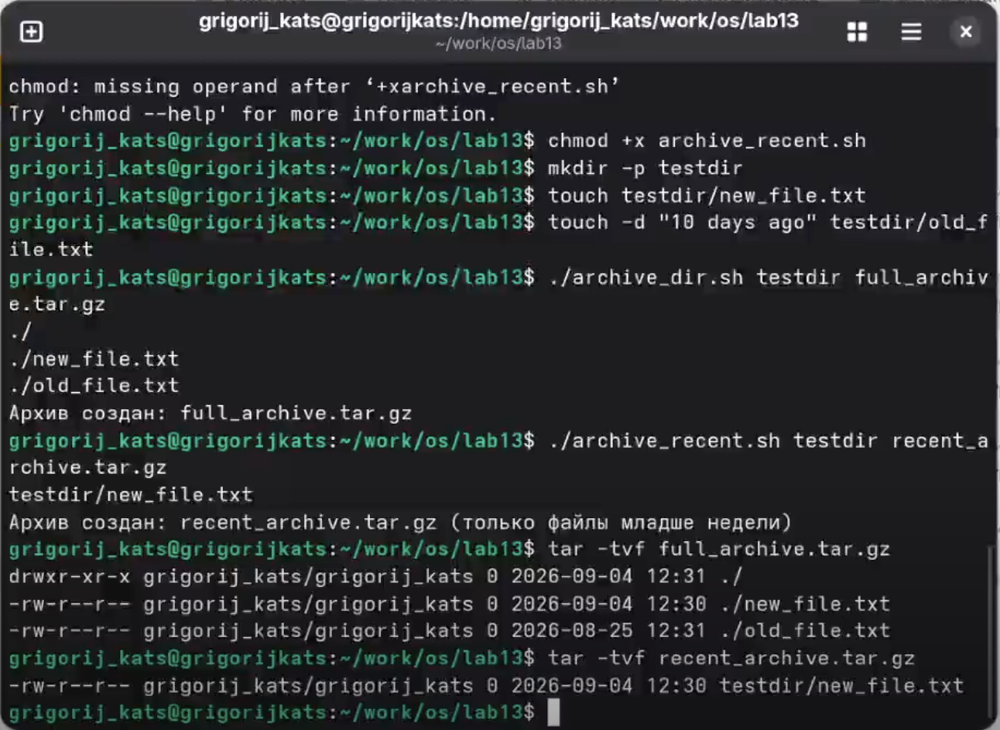 grigorij_kats@grigorijkats:/home/grigorij_kats/work/os/lab13
~/work/os/lab13
chmod: missing operand after ‘+xarchive_recent.sh’
Try 'chmod --help' for more information.
grigorij_kats@grigorijkats:~/work/os/lab13$ chmod +x archive_recent.sh
grigorij_kats@grigorijkats:~/work/os/lab13$ mkdir -p testdir
grigorij_kats@grigorijkats:~/work/os/lab13$ touch testdir/new_file.txt
grigorij_kats@grigorijkats:~/work/os/lab13$ touch -d "10 days ago" testdir/old_f
ile.txt
grigorij_kats@grigorijkats:~/work/os/lab13$ ./archive_dir.sh testdir full_archiv
e.tar.gz
./
./new_file.txt
./old_file.txt
Архив создан: full_archive.tar.gz
grigorij_kats@grigorijkats:~/work/os/lab13$ ./archive_recent.sh testdir recent_a
rchive.tar.gz
testdir/new_file.txt
Архив создан: recent_archive.tar.gz (только файлы младше недели)
grigorij_kats@grigorijkats:~/work/os/lab13$ tar -tvf full_archive.tar.gz
drwxr-xr-x grigorij_kats/grigorij_kats 0 2026-09-04 12:31 ./
-rw-r--r-- grigorij_kats/grigorij_kats 0 2026-09-04 12:30 ./new_file.txt
-rw-r--r-- grigorij_kats/grigorij_kats 0 2026-08-25 12:31 ./old_file.txt
grigorij_kats@grigorijkats:~/work/os/lab13$ tar -tvf recent_archive.tar.gz
-rw-r--r-- grigorij_kats/grigorij_kats 0 2026-09-04 12:30 testdir/new_file.txt
grigorij_kats@grigorijkats:~/work/os/lab13$